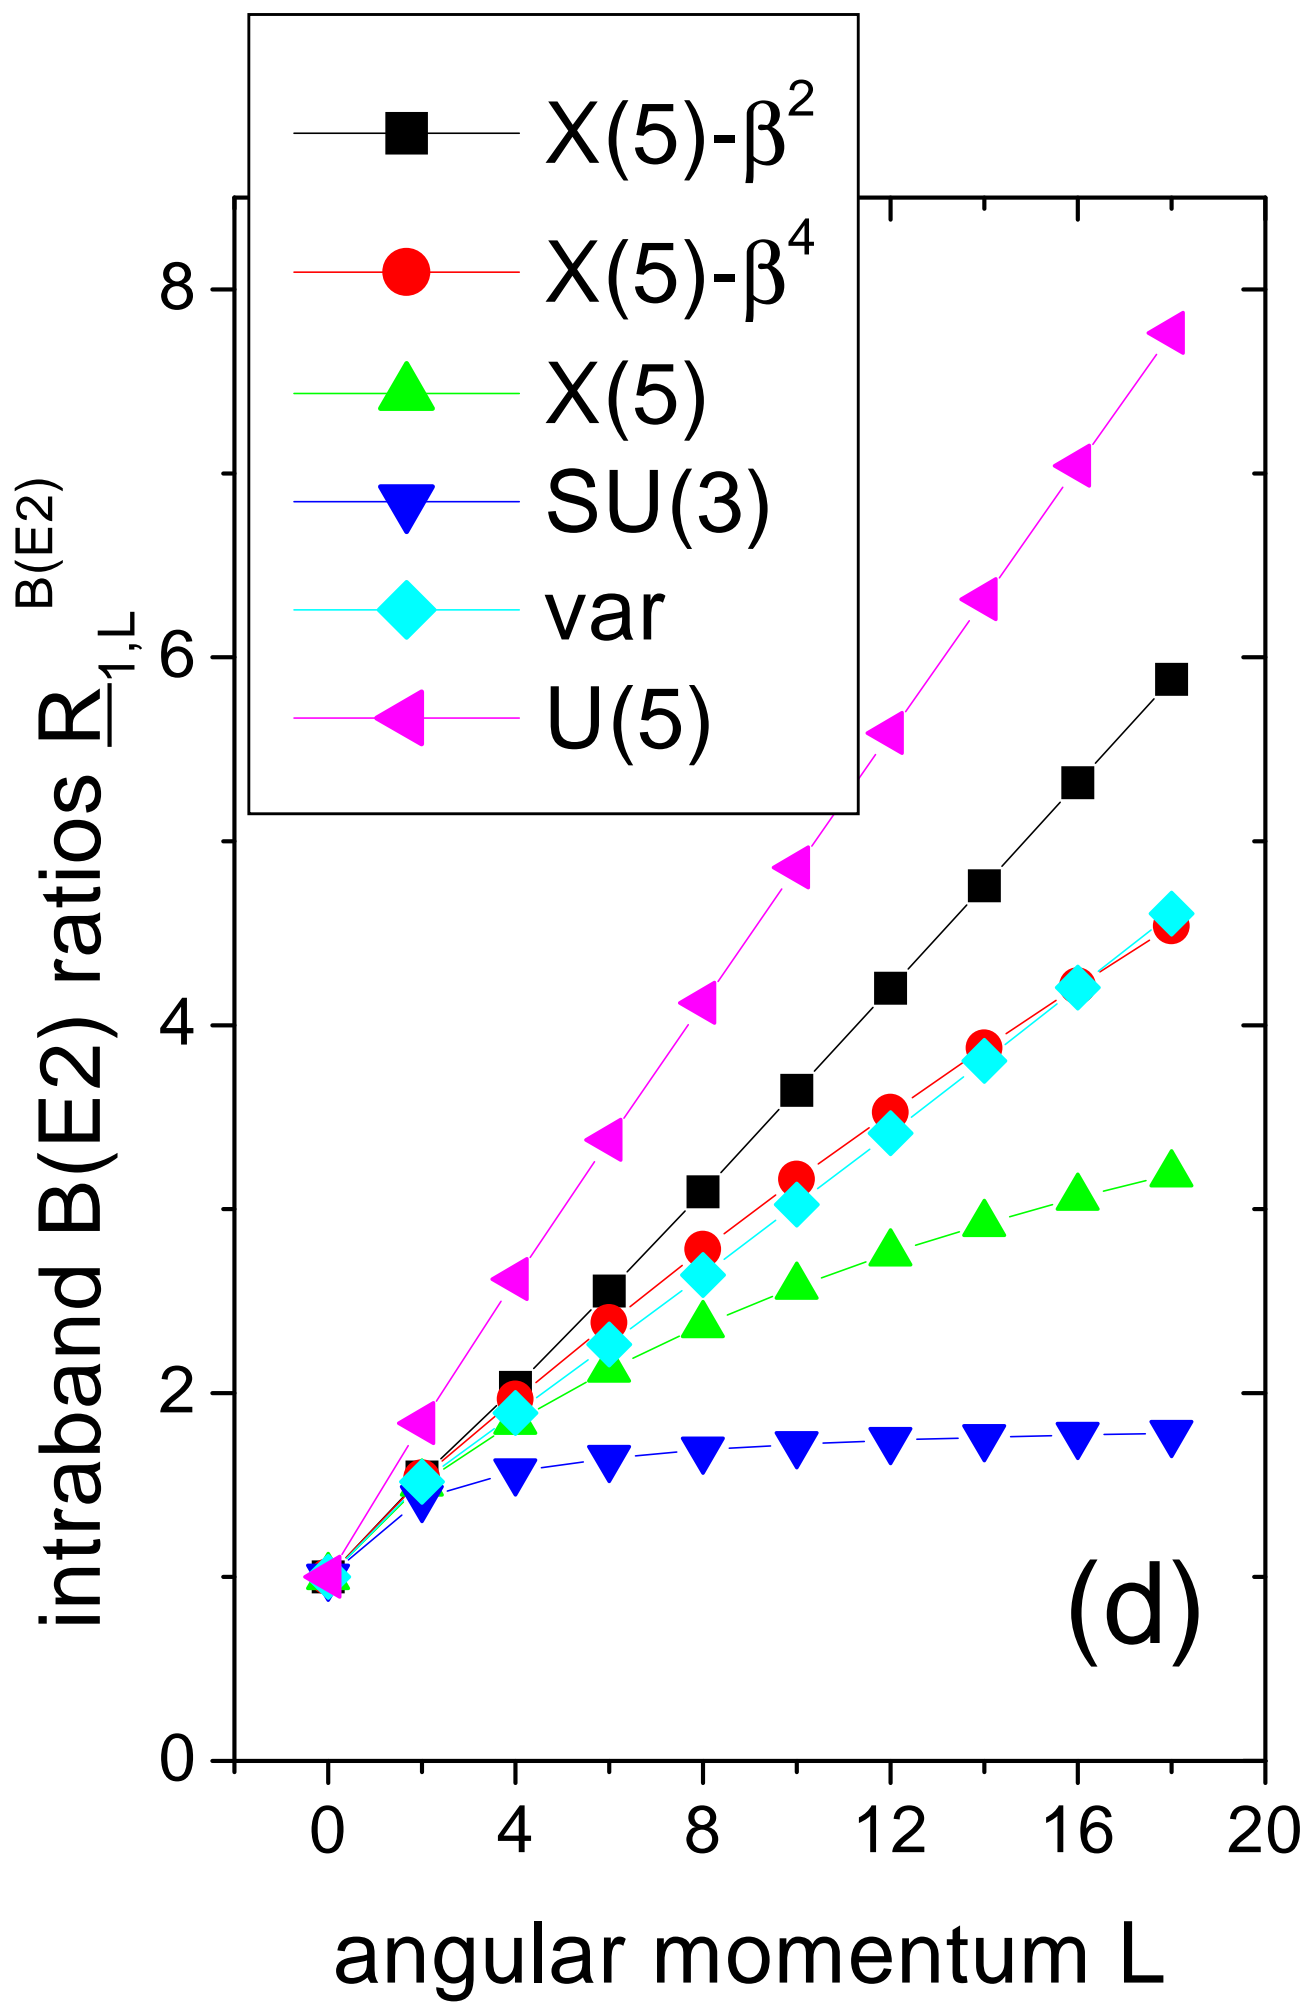 X(5)-β²
X(5)-β⁴
X(5)
SU(3)
var
U(5)
intraband B(E2) ratios R₁,L B(E2)
8
6
4
2
0
(d)
0 4 8 12 16 20
angular momentum L